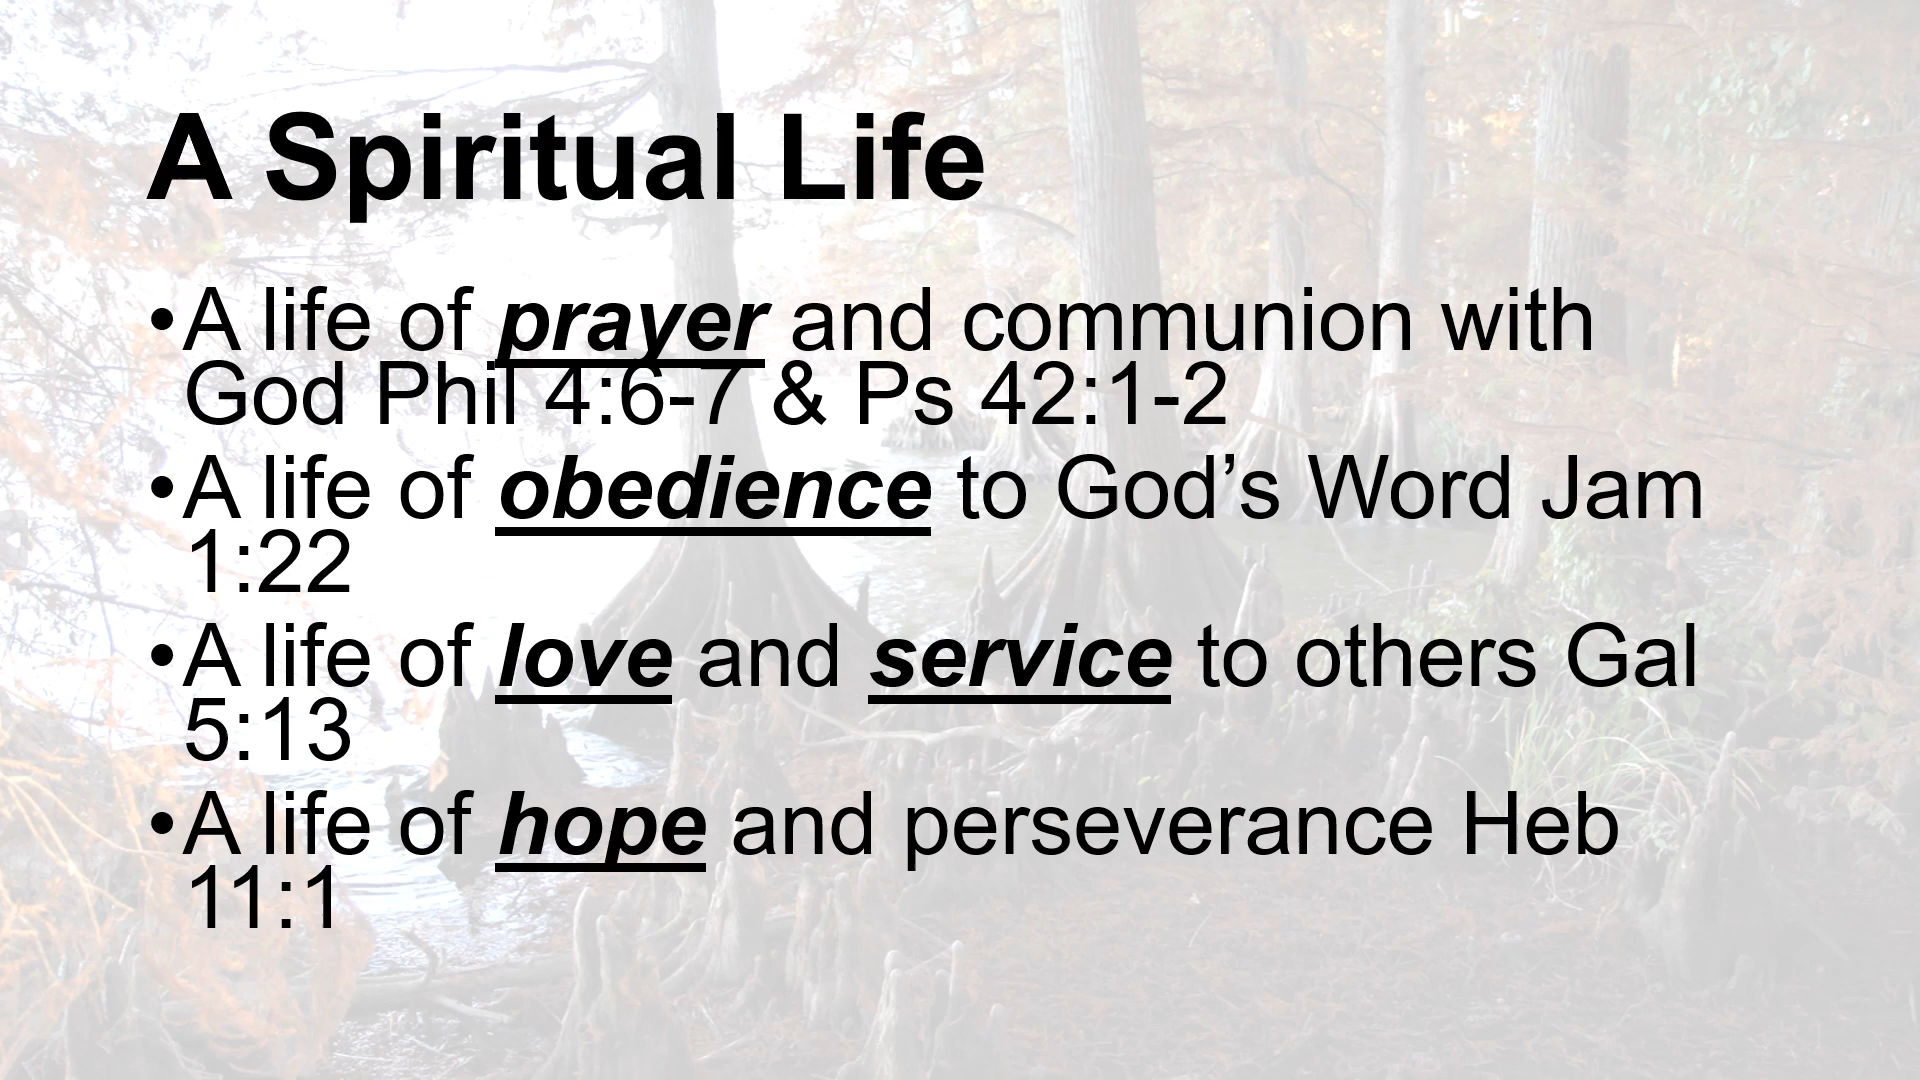 A Spiritual Life
•A life of prayer and communion with
God Phil 4:6-7 & Ps 42:1-2
•A life of obedience to God’s Word Jam
1:22
•A life of love and service to others Gal
5:13
•A life of hope and perseverance Heb
11:1